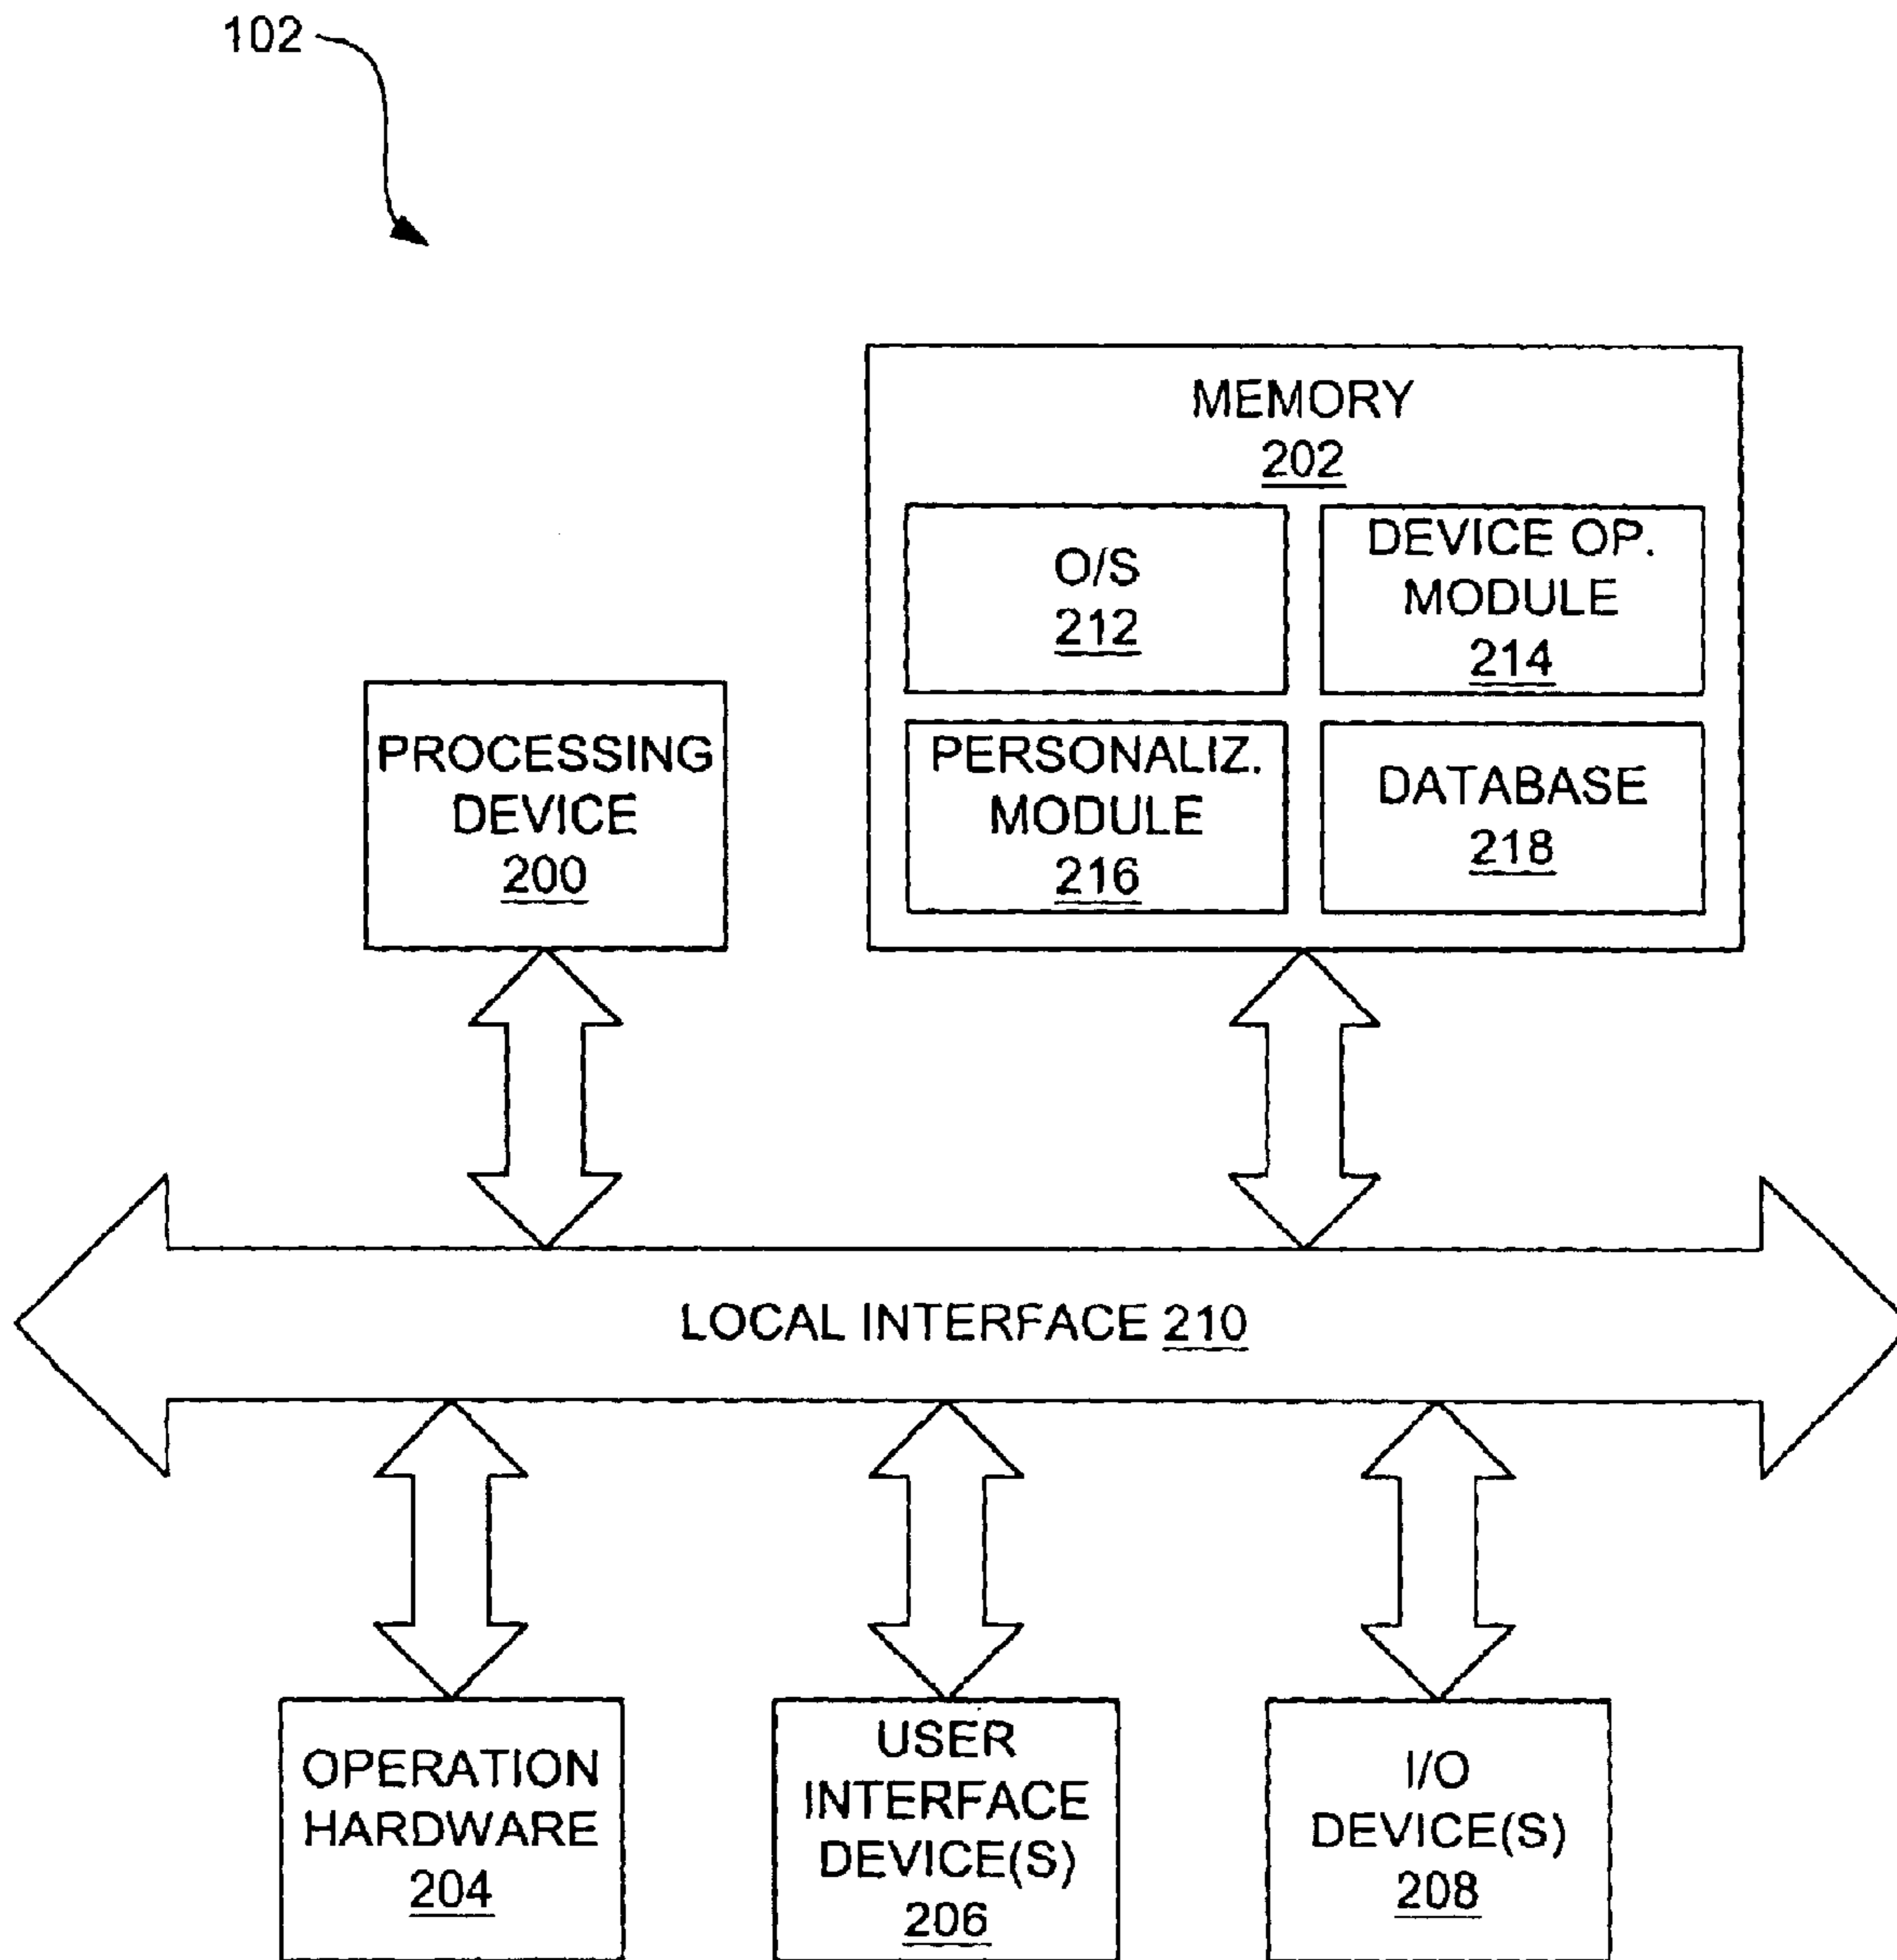 102
MEMORY
202
O/S
212
DEVICE OP.
MODULE
214
PERSONALIZ.
MODULE
216
DATABASE
218
PROCESSING
DEVICE
200
LOCAL INTERFACE 210
OPERATION
HARDWARE
204
USER
INTERFACE
DEVICE(S)
206
I/O
DEVICE(S)
208